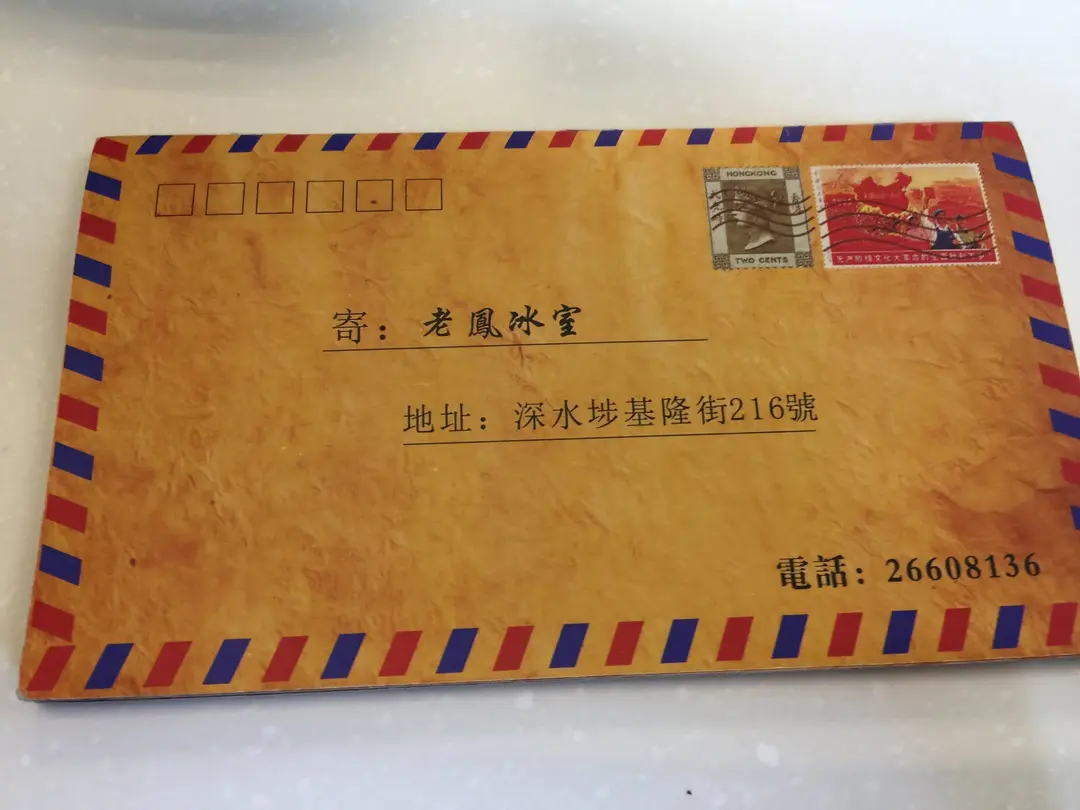 HONGKONG
TWO CENTS
寄：老鳳冰室
地址：深水埗基隆街216號
電話：26608136